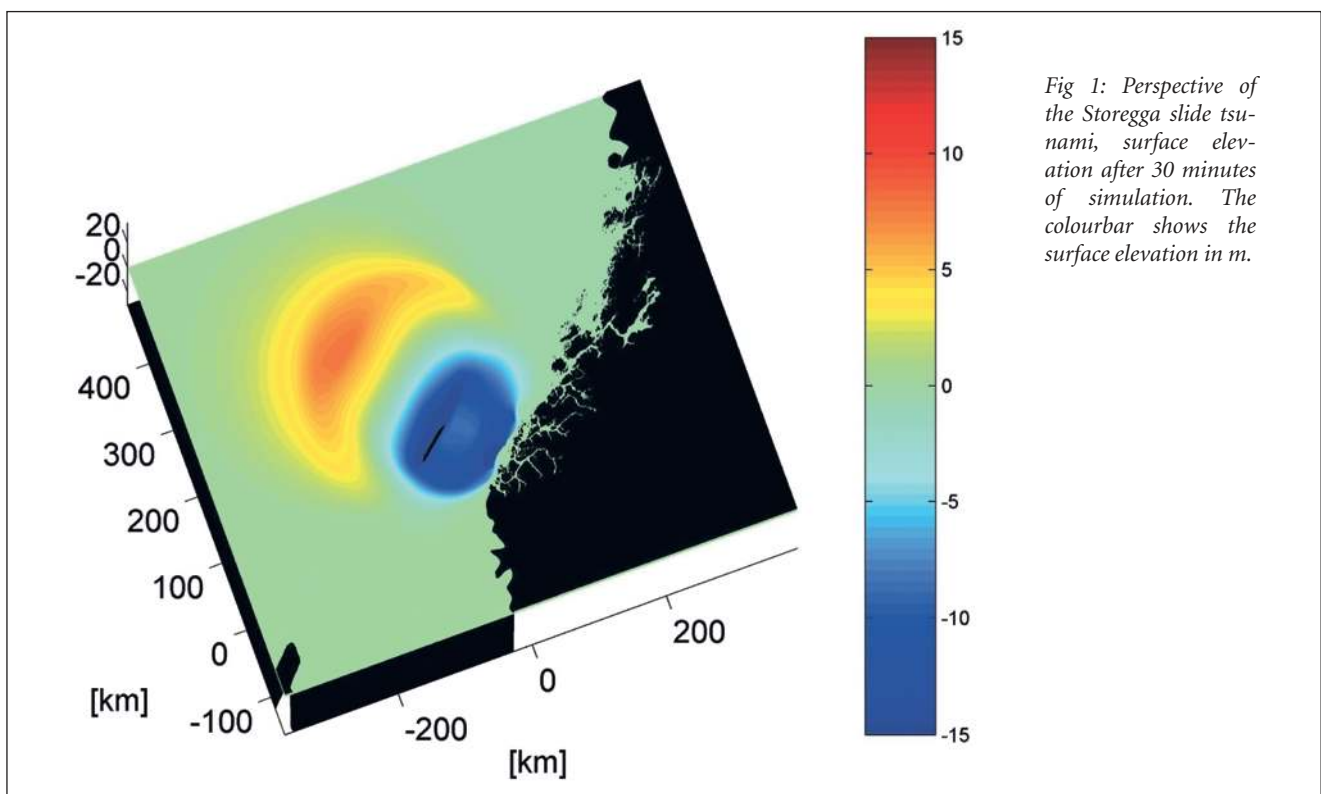 20
0
-20
400
300
200
100
0
-100
[km]
-200
0
200
[km]
15
10
5
0
-5
-10
-15
Fig 1: Perspective of
the Storegga slide tsu-
nami, surface elev-
ation after 30 minutes
of simulation. The
colourbar shows the
surface elevation in m.